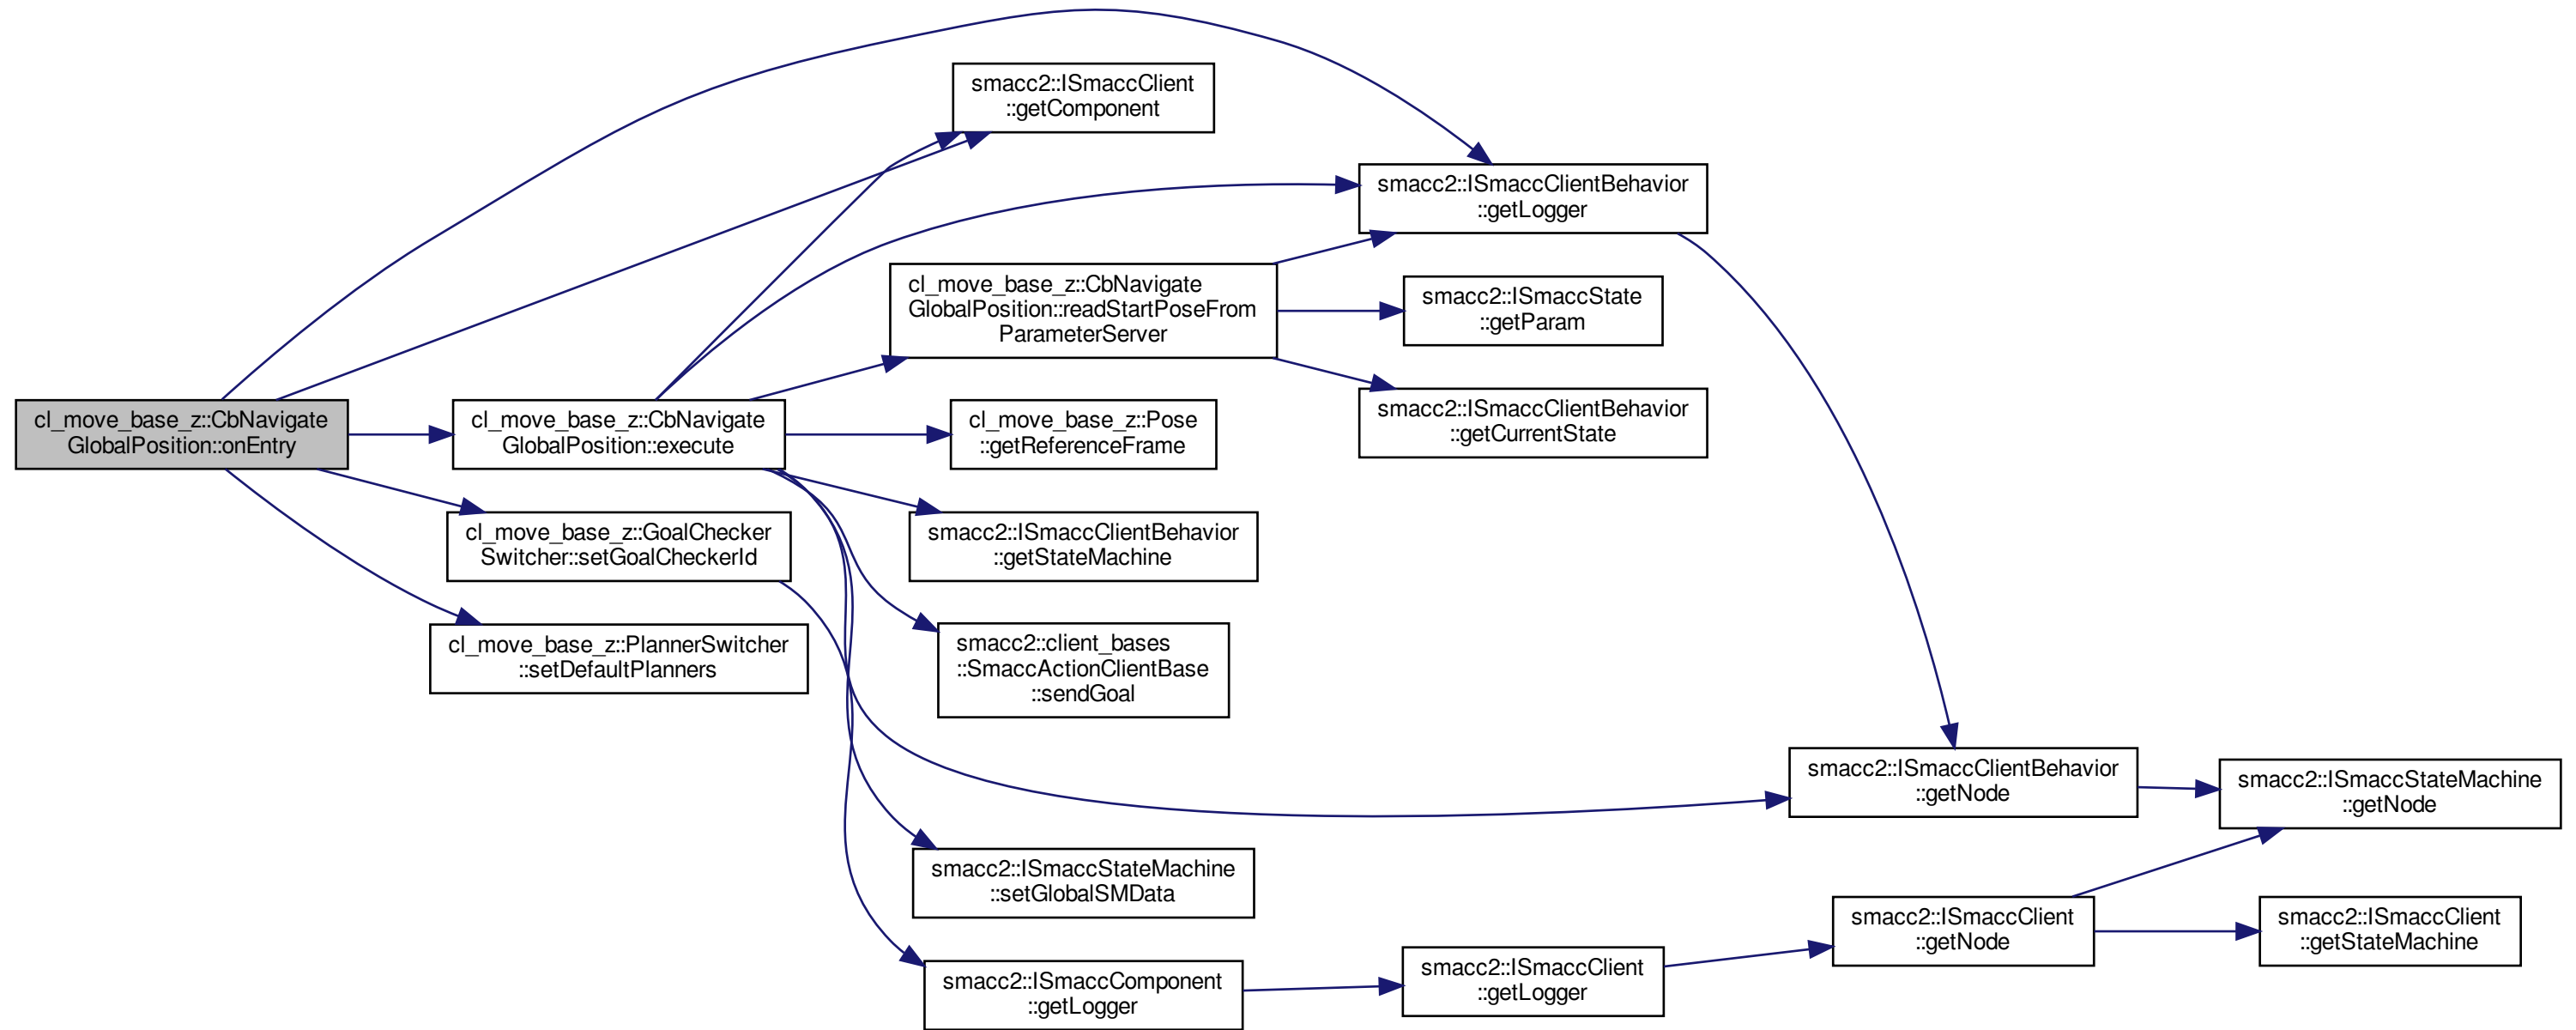 smacc2::ISmaccClient
::getComponent
smacc2::ISmaccClientBehavior
::getLogger
cl_move_base_z::CbNavigate
GlobalPosition::readStartPoseFrom
ParameterServer
smacc2::ISmaccState
::getParam
smacc2::ISmaccClientBehavior
::getCurrentState
cl_move_base_z::CbNavigate
GlobalPosition::onEntry
cl_move_base_z::CbNavigate
GlobalPosition::execute
cl_move_base_z::Pose
::getReferenceFrame
cl_move_base_z::GoalChecker
Switcher::setGoalCheckerId
smacc2::ISmaccClientBehavior
::getStateMachine
cl_move_base_z::PlannerSwitcher
::setDefaultPlanners
smacc2::client_bases
::SmaccActionClientBase
::sendGoal
smacc2::ISmaccClientBehavior
::getNode
smacc2::ISmaccStateMachine
::getNode
smacc2::ISmaccStateMachine
::setGlobalSMData
smacc2::ISmaccClient
::getNode
smacc2::ISmaccClient
::getStateMachine
smacc2::ISmaccComponent
::getLogger
smacc2::ISmaccClient
::getLogger